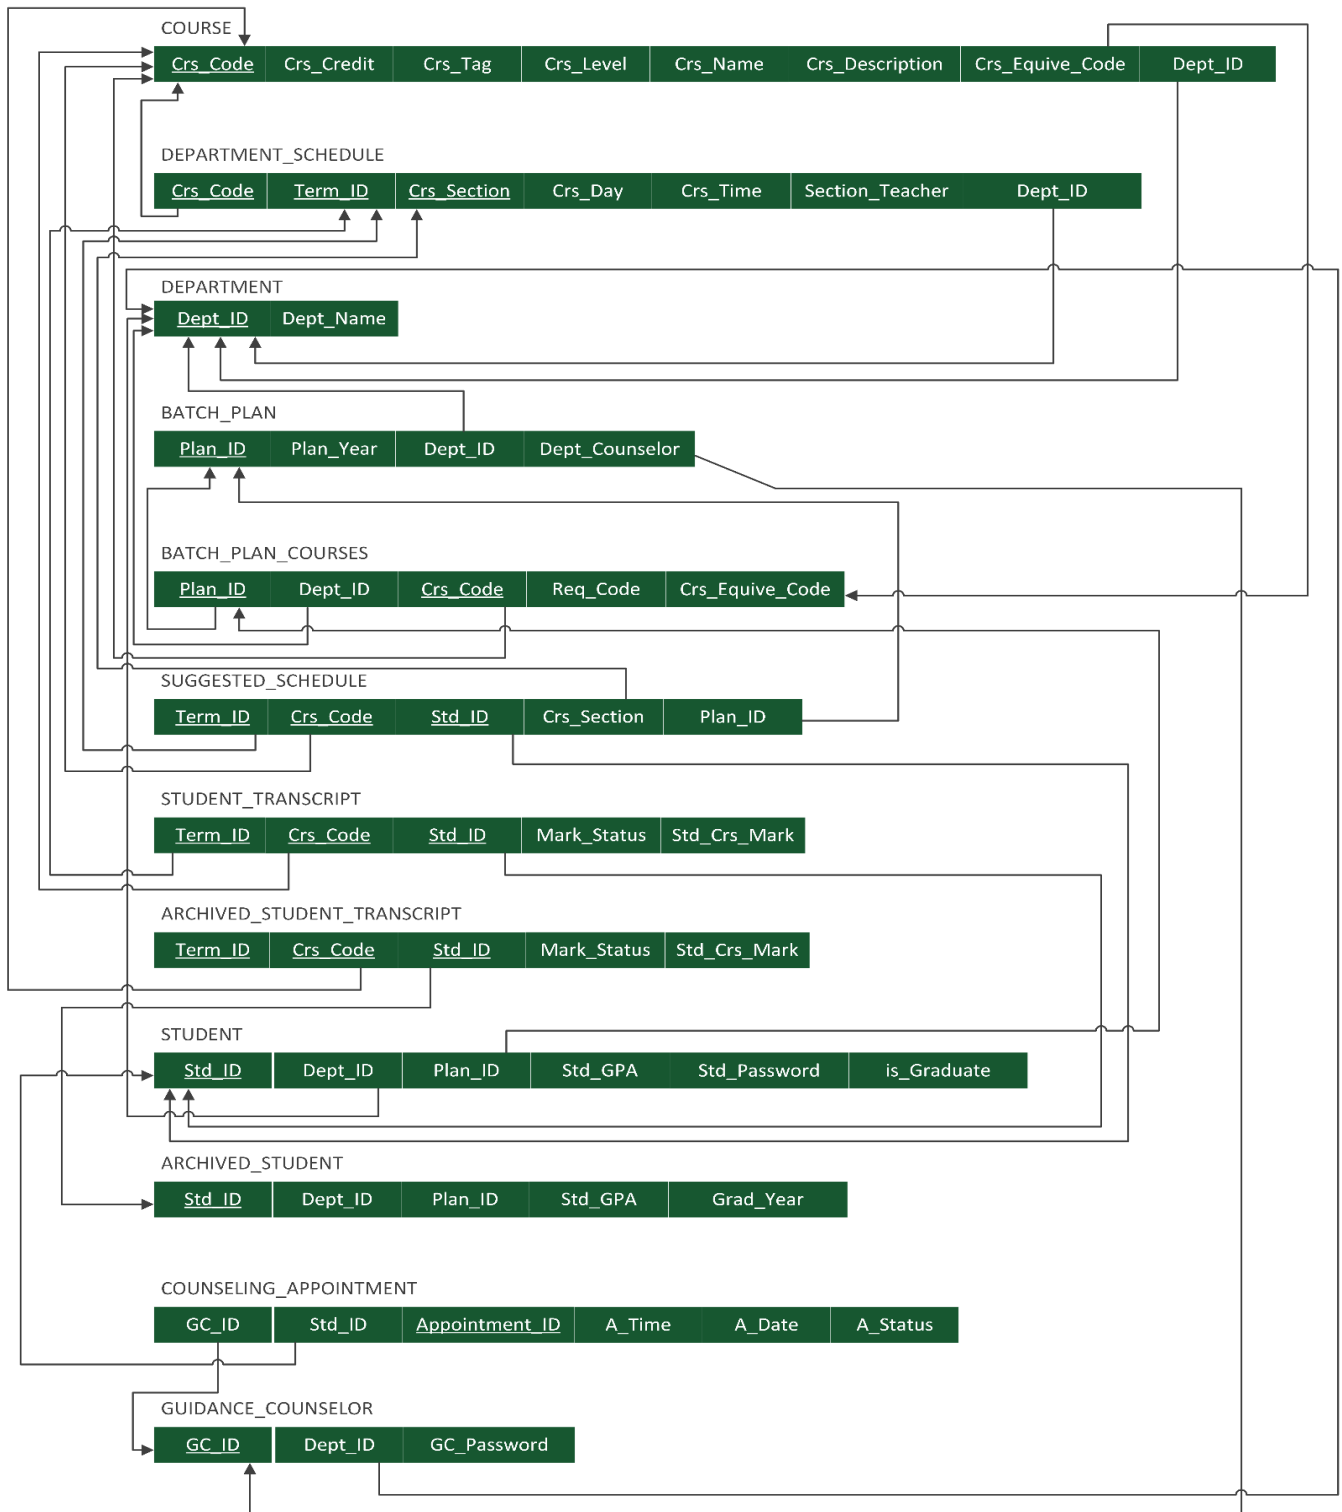 COURSE
Crs_Code Crs_Credit Crs_Tag Crs_Level Crs_Name Crs_Description Crs_Equive_Code Dept_ID
DEPARTMENT_SCHEDULE
Crs_Code Term_ID Crs_Section Crs_Day Crs_Time Section_Teacher Dept_ID
DEPARTMENT
Dept_ID Dept_Name
BATCH_PLAN
Plan_ID Plan_Year Dept_ID Dept_Counselor
BATCH_PLAN_COURSES
Plan_ID Dept_ID Crs_Code Req_Code Crs_Equive_Code
SUGGESTED_SCHEDULE
Term_ID Crs_Code Std_ID Crs_Section Plan_ID
STUDENT_TRANSCRIPT
Term_ID Crs_Code Std_ID Mark_Status Std_Crs_Mark
ARCHIVED_STUDENT_TRANSCRIPT
Term_ID Crs_Code Std_ID Mark_Status Std_Crs_Mark
STUDENT
Std_ID Dept_ID Plan_ID Std_GPA Std_Password is_Graduate
ARCHIVED_STUDENT
Std_ID Dept_ID Plan_ID Std_GPA Grad_Year
COUNSELING_APPOINTMENT
GC_ID Std_ID Appointment_ID A_Time A_Date A_Status
GUIDANCE_COUNSELOR
GC_ID Dept_ID GC_Password